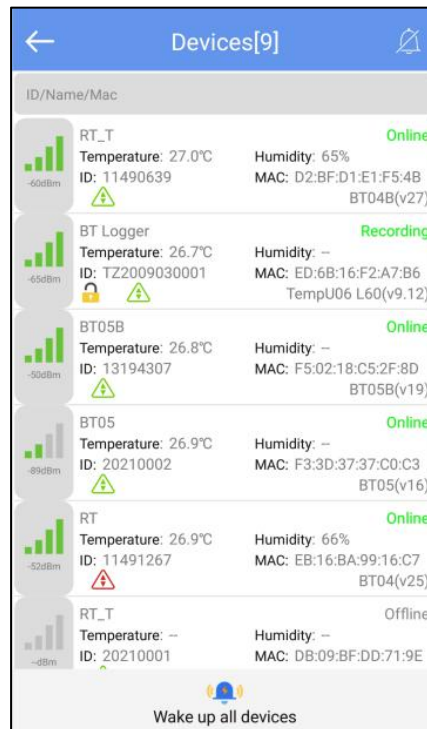 Devices[9]
ID/Name/Mac
RT_T Online
Temperature: 27.0℃ Humidity: 65%
ID: 11490639 MAC: D2:BF:D1:E1:F5:4B
-60dBm
BT04B(v27)
BT Logger Recording
Temperature: 26.7℃ Humidity: --
ID: TZ2009030001 MAC: ED:6B:16:F2:A7:B6
-65dBm
TempU06 L60(v9.12)
BT05B Online
Temperature: 26.8℃ Humidity: --
ID: 13194307 MAC: F5:02:18:C5:2F:8D
-50dBm
BT05B(v19)
BT05 Online
Temperature: 26.9℃ Humidity: --
ID: 20210002 MAC: F3:3D:37:37:C0:C3
-89dBm
BT05(v16)
RT Online
Temperature: 26.9℃ Humidity: 66%
ID: 11491267 MAC: EB:16:BA:99:16:C7
-52dBm
BT04(v25)
RT_T Offline
Temperature: -- Humidity: --
ID: 20210001 MAC: DB:09:BF:DD:71:9E
--dBm
Wake up all devices